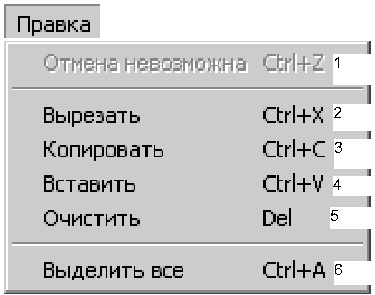 Правка
Отмена невозможна Ctrl+Z 1
Вырезать Ctrl+X 2
Копировать Ctrl+C 3
Вставить Ctrl+V 4
Очистить Del 5
Выделить все Ctrl+A 6